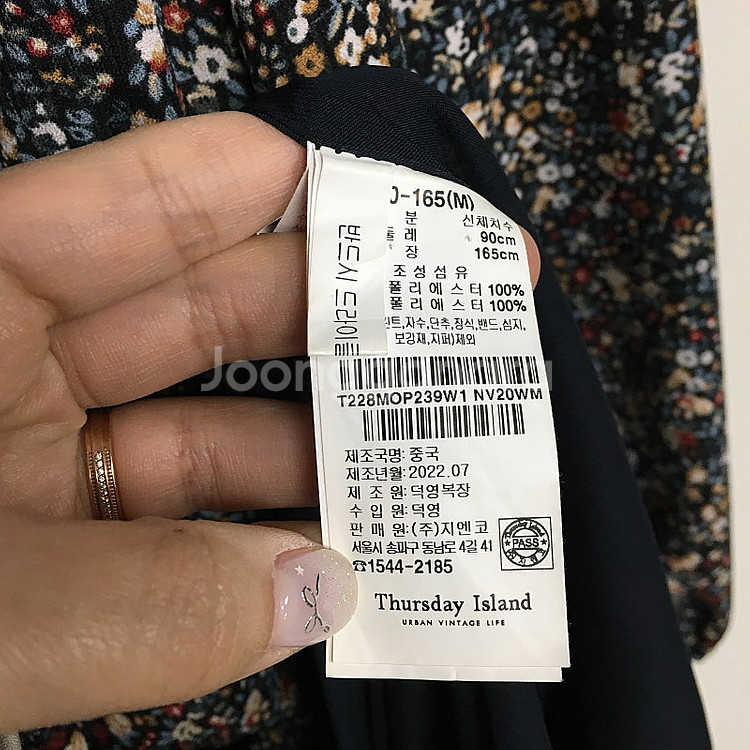 0-165(M)
분 신체치수
레 90cm
장 165cm
조성섬유
폴리에스터 100%
폴리에스터 100%
자수,단추,장식,밴드,심지,
보강재,지퍼)제외
T228MOP239W1 NV20WM
제조국명: 중국
제조년월: 2022.07
제 조 원: 덕영복장
수 입 원: 덕영
판 매 원: (주)지엔코
서울시 송파구 동남로 4길 41
☎1544-2185
PASS
Thursday Island
URBAN VINTAGE LIFE